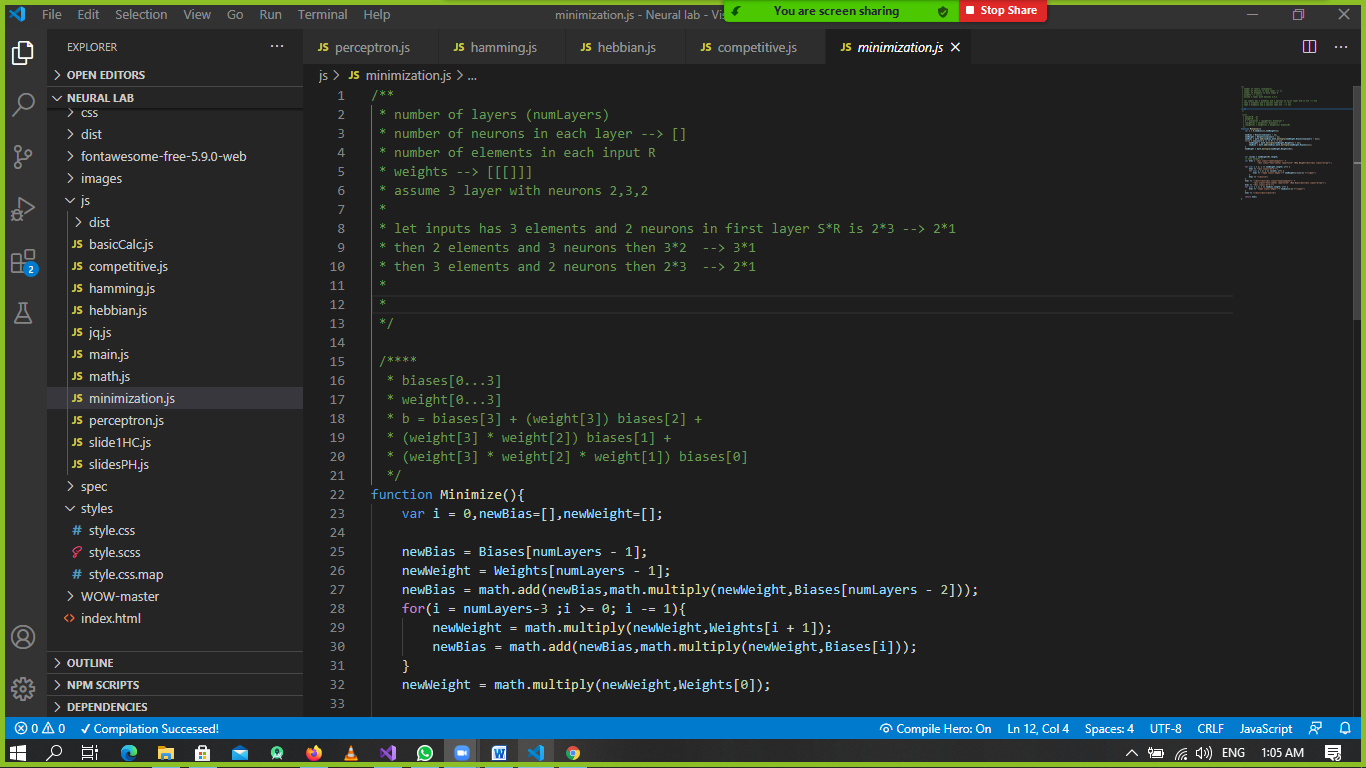 File Edit Selection View Go Run Terminal Help
minimization.js - Neural lab - Vis
You are screen sharing
Stop Share
EXPLORER
OPEN EDITORS
NEURAL LAB
css
dist
fontawesome-free-5.9.0-web
images
js
dist
JS basicCalc.js
JS competitive.js
JS hamming.js
JS hebbian.js
JS jq.js
JS main.js
JS math.js
JS minimization.js
JS perceptron.js
JS slide1HC.js
JS slidesPH.js
spec
styles
# style.css
style.scss
# style.css.map
WOW-master
<> index.html
OUTLINE
NPM SCRIPTS
DEPENDENCIES
2
JS perceptron.js JS hamming.js JS hebbian.js JS competitive.js JS minimization.js
js > JS minimization.js > ...
1 /**
2 * number of layers (numLayers)
3 * number of neurons in each layer --> []
4 * number of elements in each input R
5 * weights --> [[[]]]
6 * assume 3 layer with neurons 2,3,2
7 *
8 * let inputs has 3 elements and 2 neurons in first layer S*R is 2*3 --> 2*1
9 * then 2 elements and 3 neurons then 3*2  --> 3*1
10 * then 3 elements and 2 neurons then 2*3  --> 2*1
11 *
12 *
13 */
14
15 /****
16 * biases[0...3]
17 * weight[0...3]
18 * b = biases[3] + (weight[3]) biases[2] +
19 * (weight[3] * weight[2]) biases[1] +
20 * (weight[3] * weight[2] * weight[1]) biases[0]
21 */
22 function Minimize(){
23 var i = 0,newBias=[],newWeight=[];
24
25 newBias = Biases[numLayers - 1];
26 newWeight = Weights[numLayers - 1];
27 newBias = math.add(newBias,math.multiply(newWeight,Biases[numLayers - 2]));
28 for(i = numLayers-3 ;i >= 0; i -= 1){
29 newWeight = math.multiply(newWeight,Weights[i + 1]);
30 newBias = math.add(newBias,math.multiply(newWeight,Biases[i]));
31 }
32 newWeight = math.multiply(newWeight,Weights[0]);
33
0 0 Compilation Successed! Compile Hero: On Ln 12, Col 4 Spaces: 4 UTF-8 CRLF JavaScript
ENG 1:05 AM